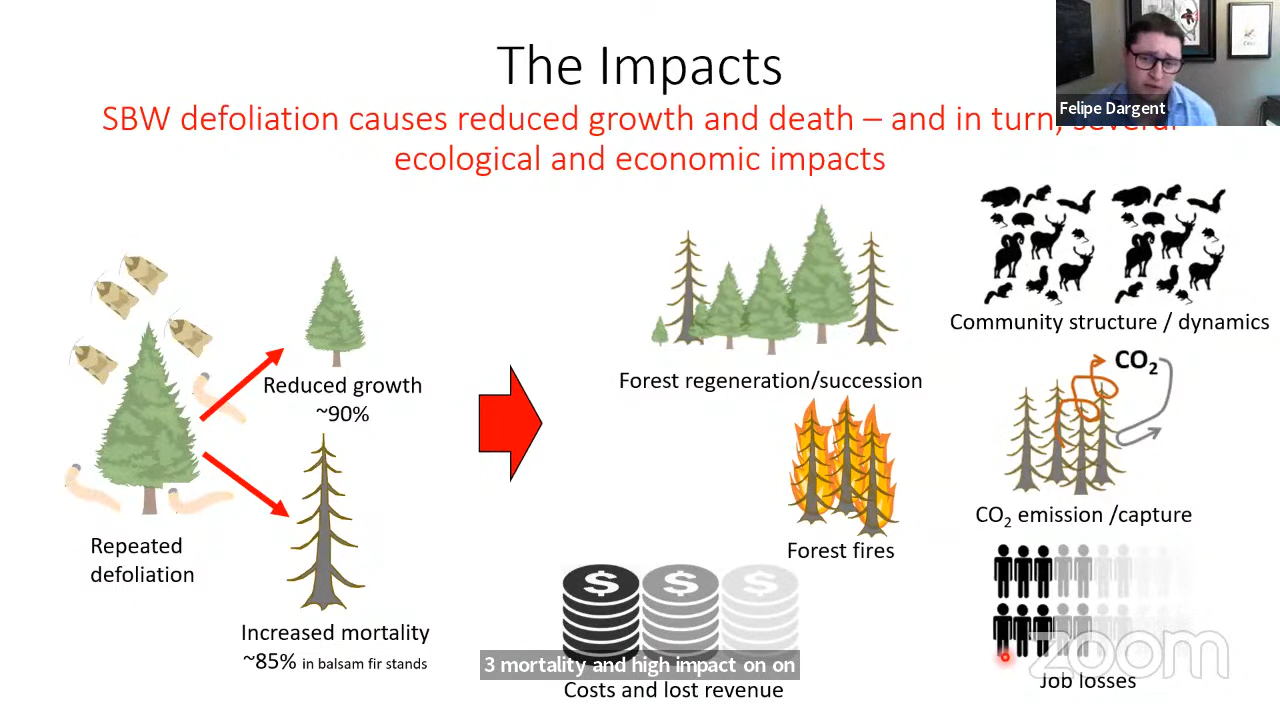 The Impacts
Felipe Dargent
SBW defoliation causes reduced growth and death – and in turn, several
ecological and economic impacts
Community structure / dynamics
CO2
Forest regeneration/succession
Reduced growth
~90%
CO2 emission /capture
Forest fires
Repeated
defoliation
$ $ $
Increased mortality
~85% in balsam fir stands
3 mortality and high impact on on
zoom
Costs and lost revenue
Job losses